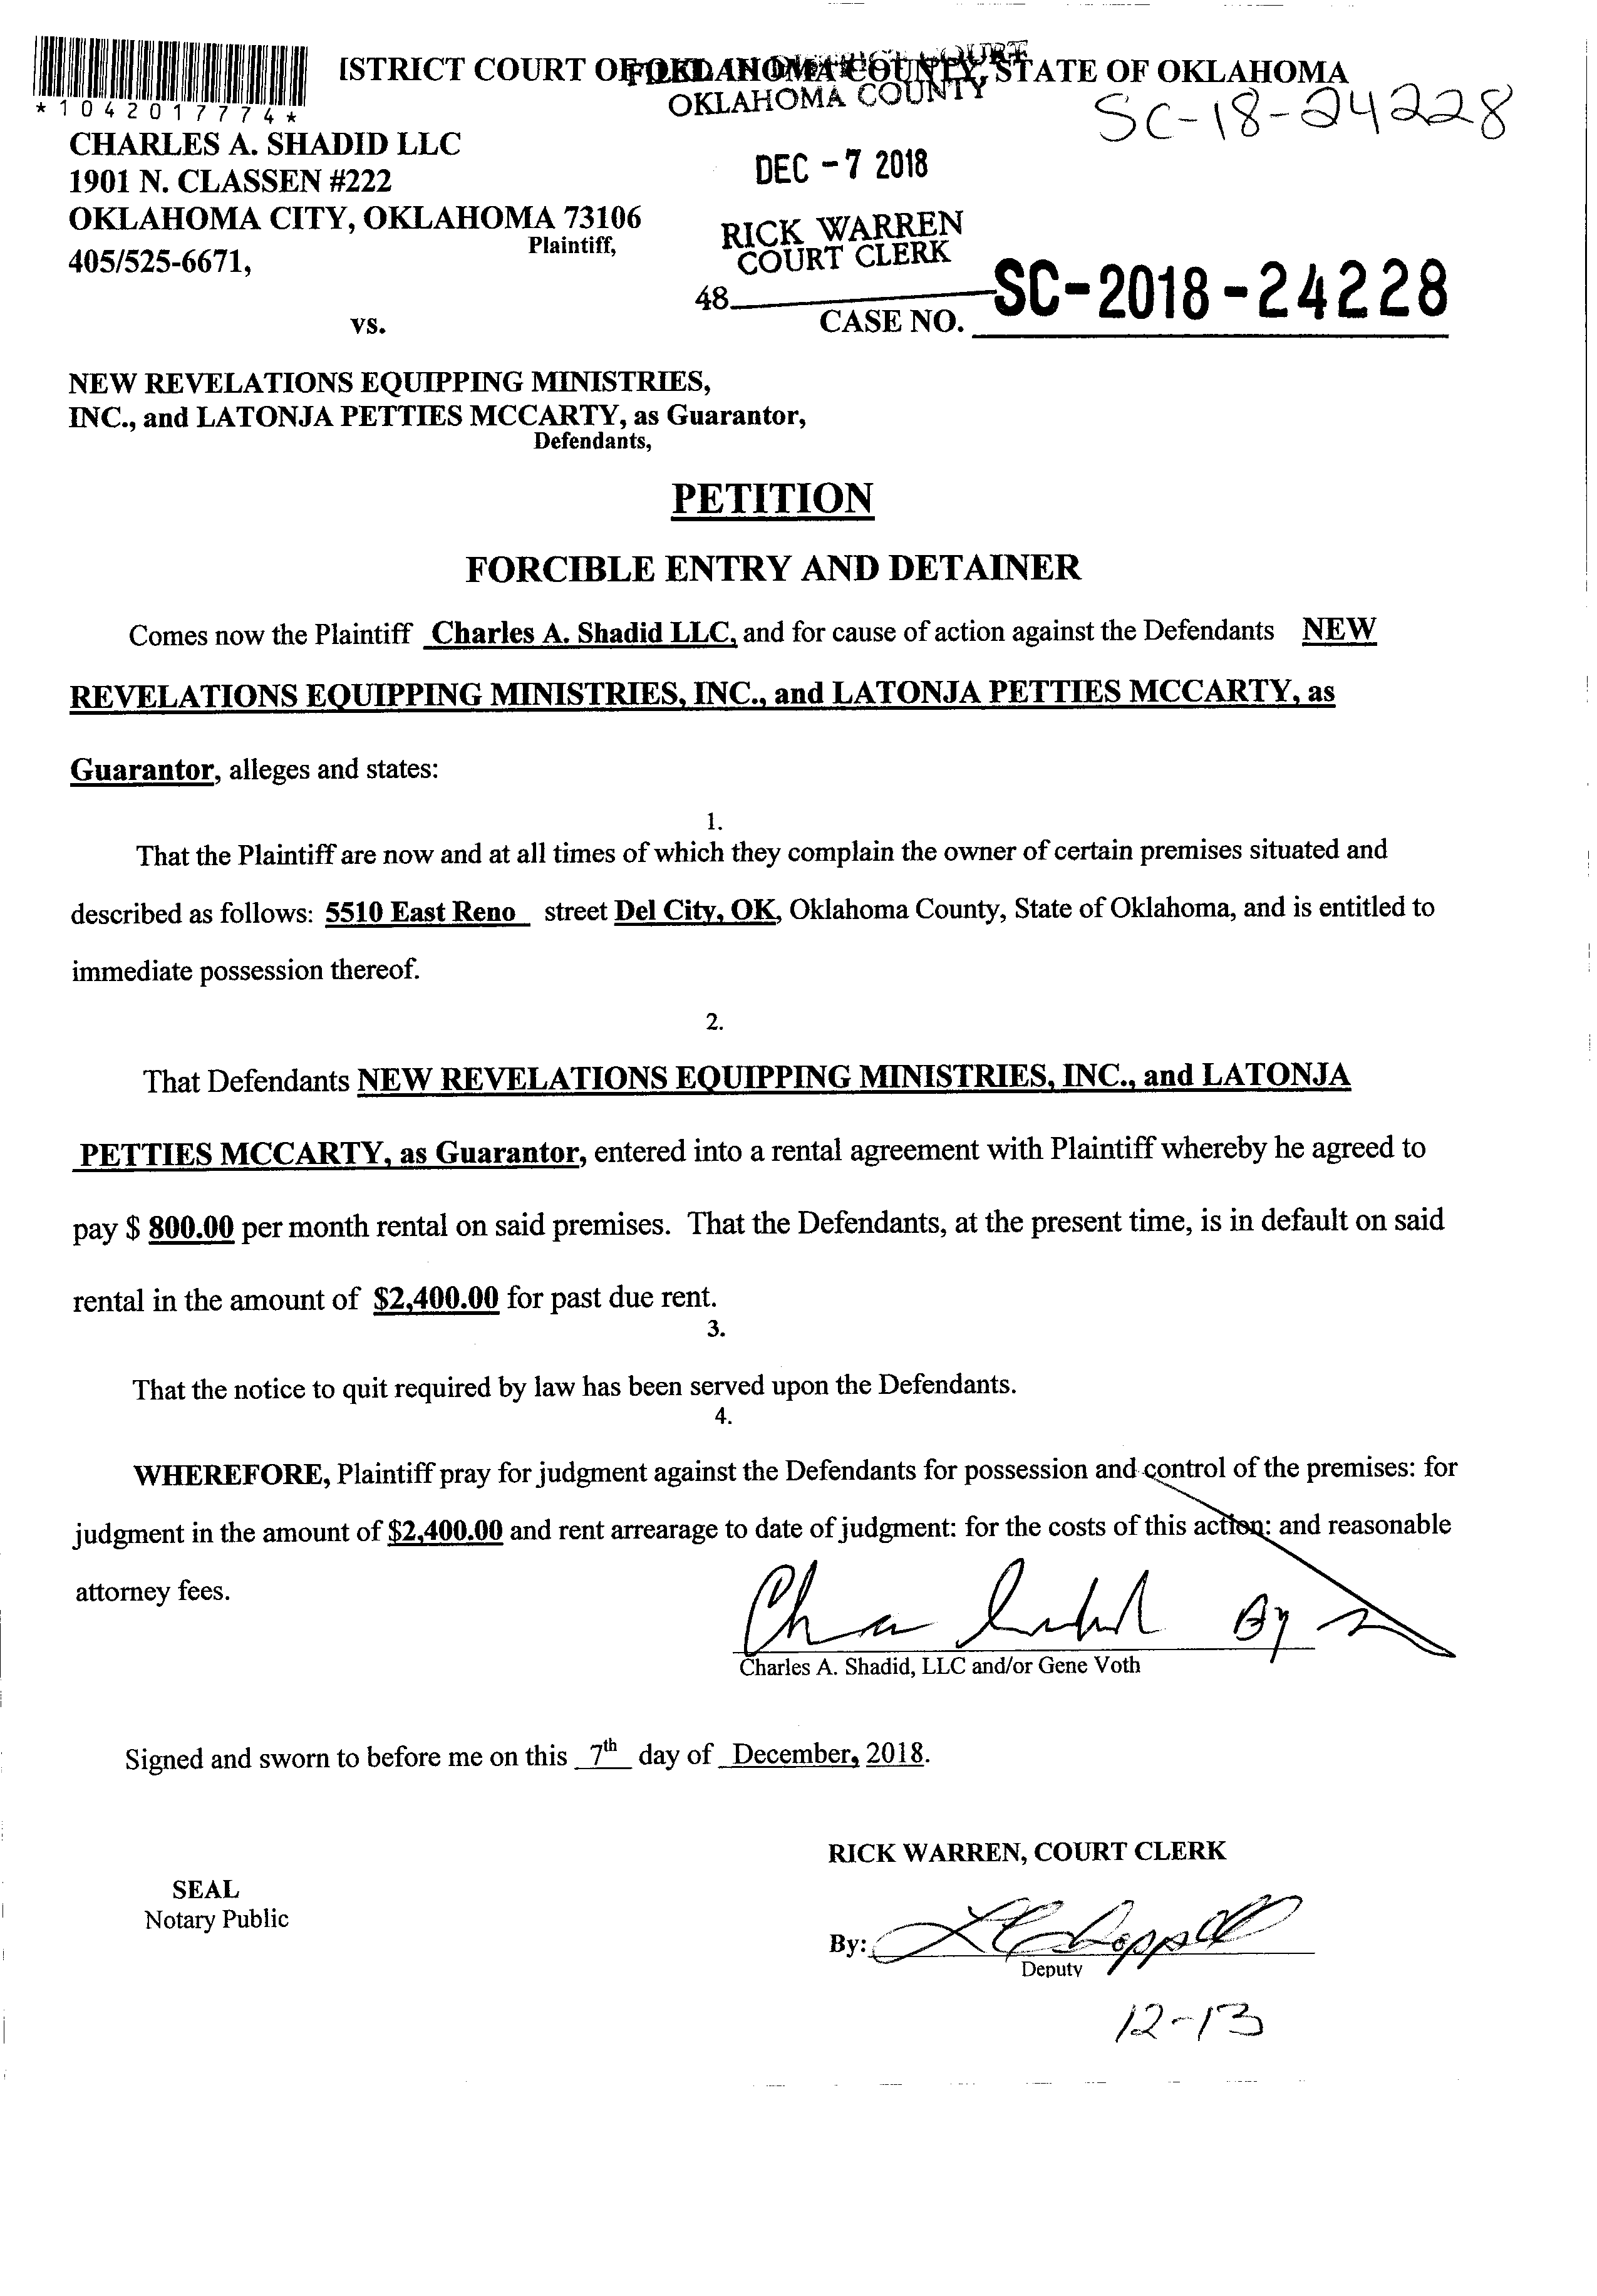 ISTRICT COURT OF OKLAHOMA COUNTY, STATE OF OKLAHOMA
FILED IN DISTRICT COURT
OKLAHOMA COUNTY
SC-18-24228
*1042017774*
CHARLES A. SHADID LLC
1901 N. CLASSEN #222
OKLAHOMA CITY, OKLAHOMA 73106
Plaintiff,
405/525-6671,
DEC -7 2018
RICK WARREN
COURT CLERK
48
SC-2018-24228
CASE NO.
vs.
NEW REVELATIONS EQUIPPING MINISTRIES,
INC., and LATONJA PETTIES MCCARTY, as Guarantor,
Defendants,
PETITION
FORCIBLE ENTRY AND DETAINER
Comes now the Plaintiff Charles A. Shadid LLC, and for cause of action against the Defendants NEW
REVELATIONS EQUIPPING MINISTRIES, INC., and LATONJA PETTIES MCCARTY, as
Guarantor, alleges and states:
1.
That the Plaintiff are now and at all times of which they complain the owner of certain premises situated and
described as follows: 5510 East Reno street Del City, OK, Oklahoma County, State of Oklahoma, and is entitled to
immediate possession thereof.
2.
That Defendants NEW REVELATIONS EQUIPPING MINISTRIES, INC., and LATONJA
PETTIES MCCARTY, as Guarantor, entered into a rental agreement with Plaintiff whereby he agreed to
pay $ 800.00 per month rental on said premises. That the Defendants, at the present time, is in default on said
rental in the amount of $2,400.00 for past due rent.
3.
That the notice to quit required by law has been served upon the Defendants.
4.
WHEREFORE, Plaintiff pray for judgment against the Defendants for possession and control of the premises: for
judgment in the amount of $2,400.00 and rent arrearage to date of judgment: for the costs of this action: and reasonable
attorney fees.
By
Charles A. Shadid, LLC and/or Gene Voth
Signed and sworn to before me on this 7th day of December, 2018.
RICK WARREN, COURT CLERK
SEAL
Notary Public
By:
Deputy
12-13